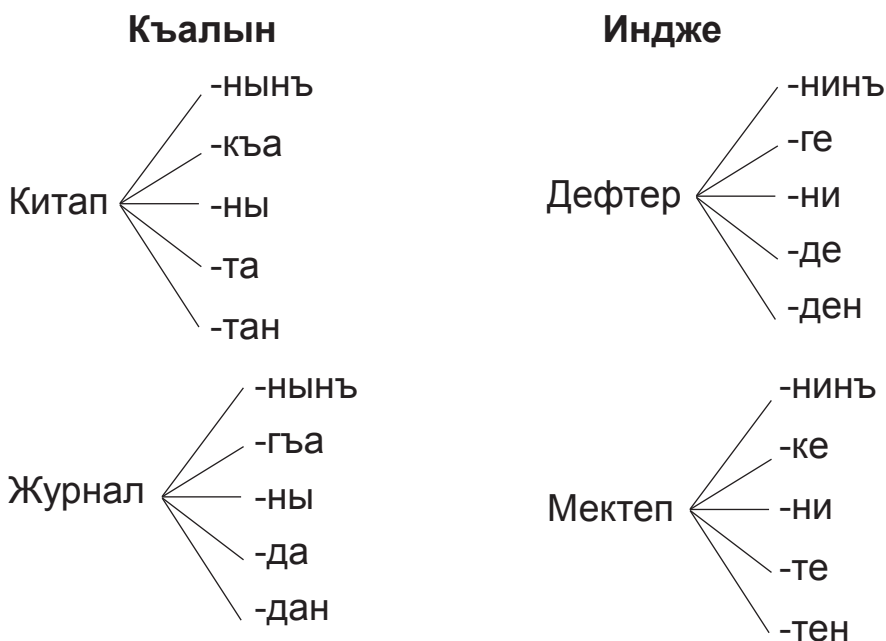 Къалын
-нынъ
-къа
Китап
-ны
-та
-тан
Индже
-нинъ
-ге
Дефтер
-ни
-де
-ден
-нынъ
-гъа
Журнал
-ны
-да
-дан
-нинъ
-ке
Мектеп
-ни
-те
-тен